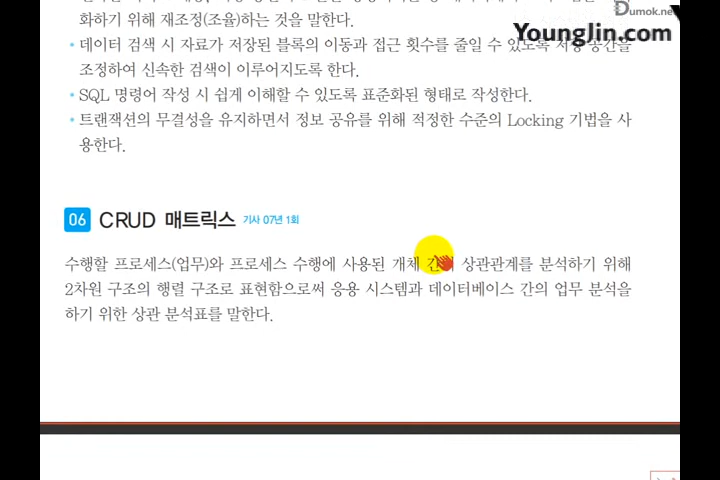 Dumok.ne
Younglin.com
화하기 위해 재조정(조율)하는 것을 말한다.
• 데이터 검색 시 자료가 저장된 블록의 이동과 접근 횟수를 줄일 수 있도록 저장 공간을
조정하여 신속한 검색이 이루어지도록 한다.
• SQL 명령어 작성 시 쉽게 이해할 수 있도록 표준화된 형태로 작성한다.
• 트랜잭션의 무결성을 유지하면서 정보 공유를 위해 적정한 수준의 Locking 기법을 사
용한다.
06 CRUD 매트릭스 기사 07년 1회
수행할 프로세스(업무)와 프로세스 수행에 사용된 개체 간의 상관관계를 분석하기 위해
2차원 구조의 행렬 구조로 표현함으로써 응용 시스템과 데이터베이스 간의 업무 분석을
하기 위한 상관 분석표를 말한다.